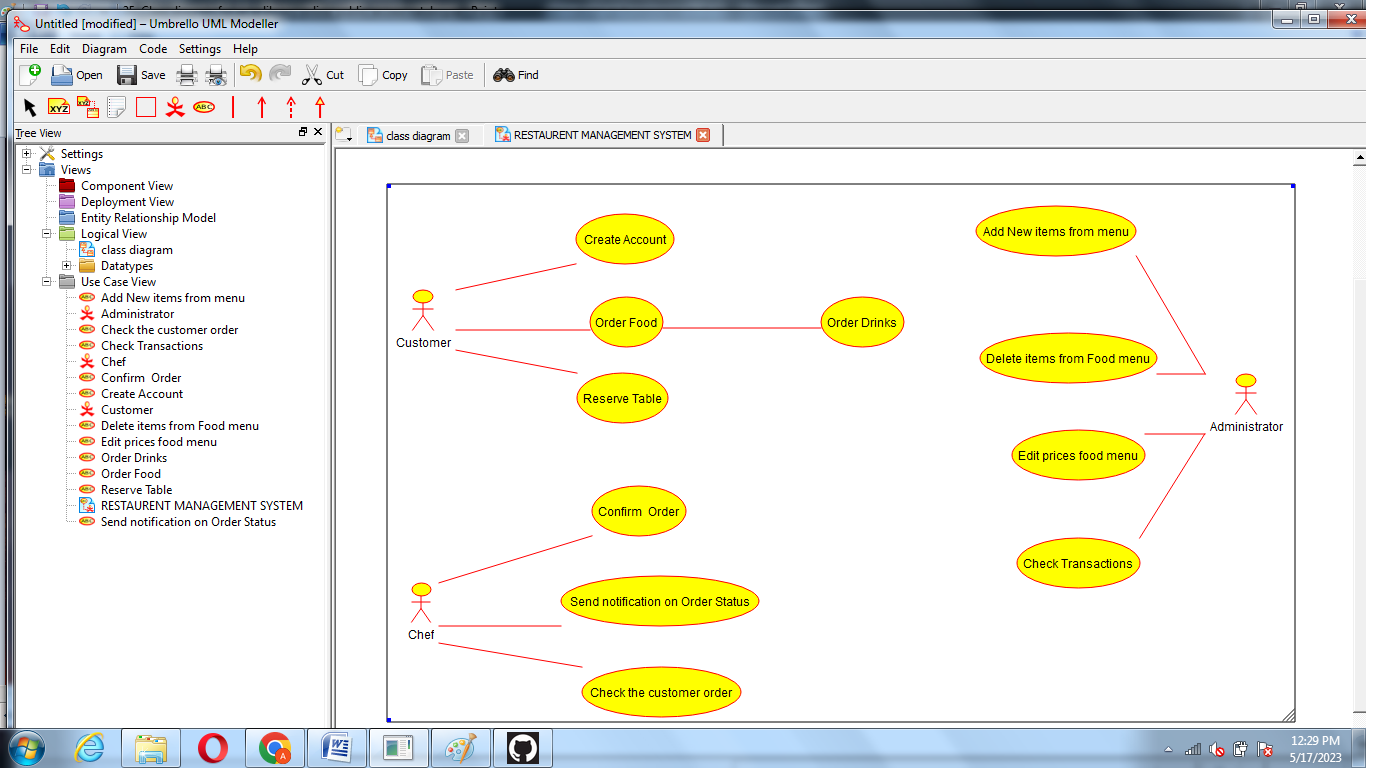 Untitled [modified] – Umbrello UML Modeller
File Edit Diagram Code Settings Help
Open Save Cut Copy Paste Find
XYZ XYZ ABC
Tree View
class diagram RESTAURENT MANAGEMENT SYSTEM
Settings
Views
Component View
Deployment View
Entity Relationship Model
Logical View
class diagram
Datatypes
Use Case View
Add New items from menu
Administrator
Check the customer order
Check Transactions
Chef
Confirm  Order
Create Account
Customer
Delete items from Food menu
Edit prices food menu
Order Drinks
Order Food
Reserve Table
RESTAURENT MANAGEMENT SYSTEM
Send notification on Order Status
Create Account
Customer
Order Food
Order Drinks
Reserve Table
Add New items from menu
Delete items from Food menu
Administrator
Edit prices food menu
Check Transactions
Confirm  Order
Send notification on Order Status
Chef
Check the customer order
A
W
12:29 PM
5/17/2023